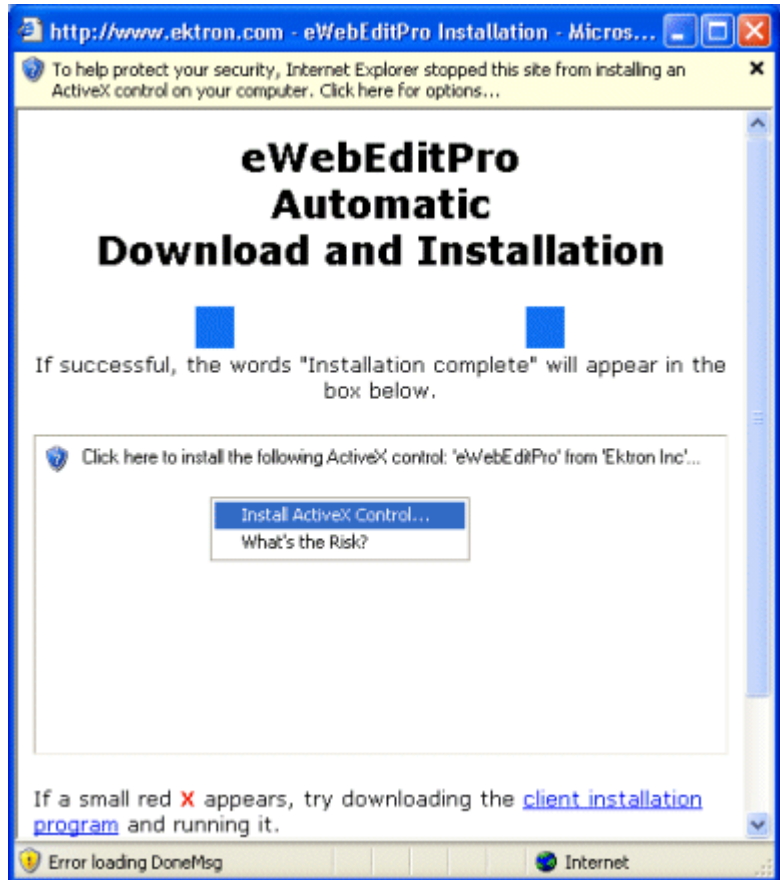 http://www.ektron.com - eWebEditPro Installation - Micros...
To help protect your security, Internet Explorer stopped this site from installing an
ActiveX control on your computer. Click here for options...
eWebEditPro
Automatic
Download and Installation
If successful, the words "Installation complete" will appear in the
box below.
Click here to install the following ActiveX control: 'eWebEditPro' from 'Ektron Inc'...
Install ActiveX Control...
What's the Risk?
If a small red X appears, try downloading the client installation
program and running it.
Error loading DoneMsg
Internet